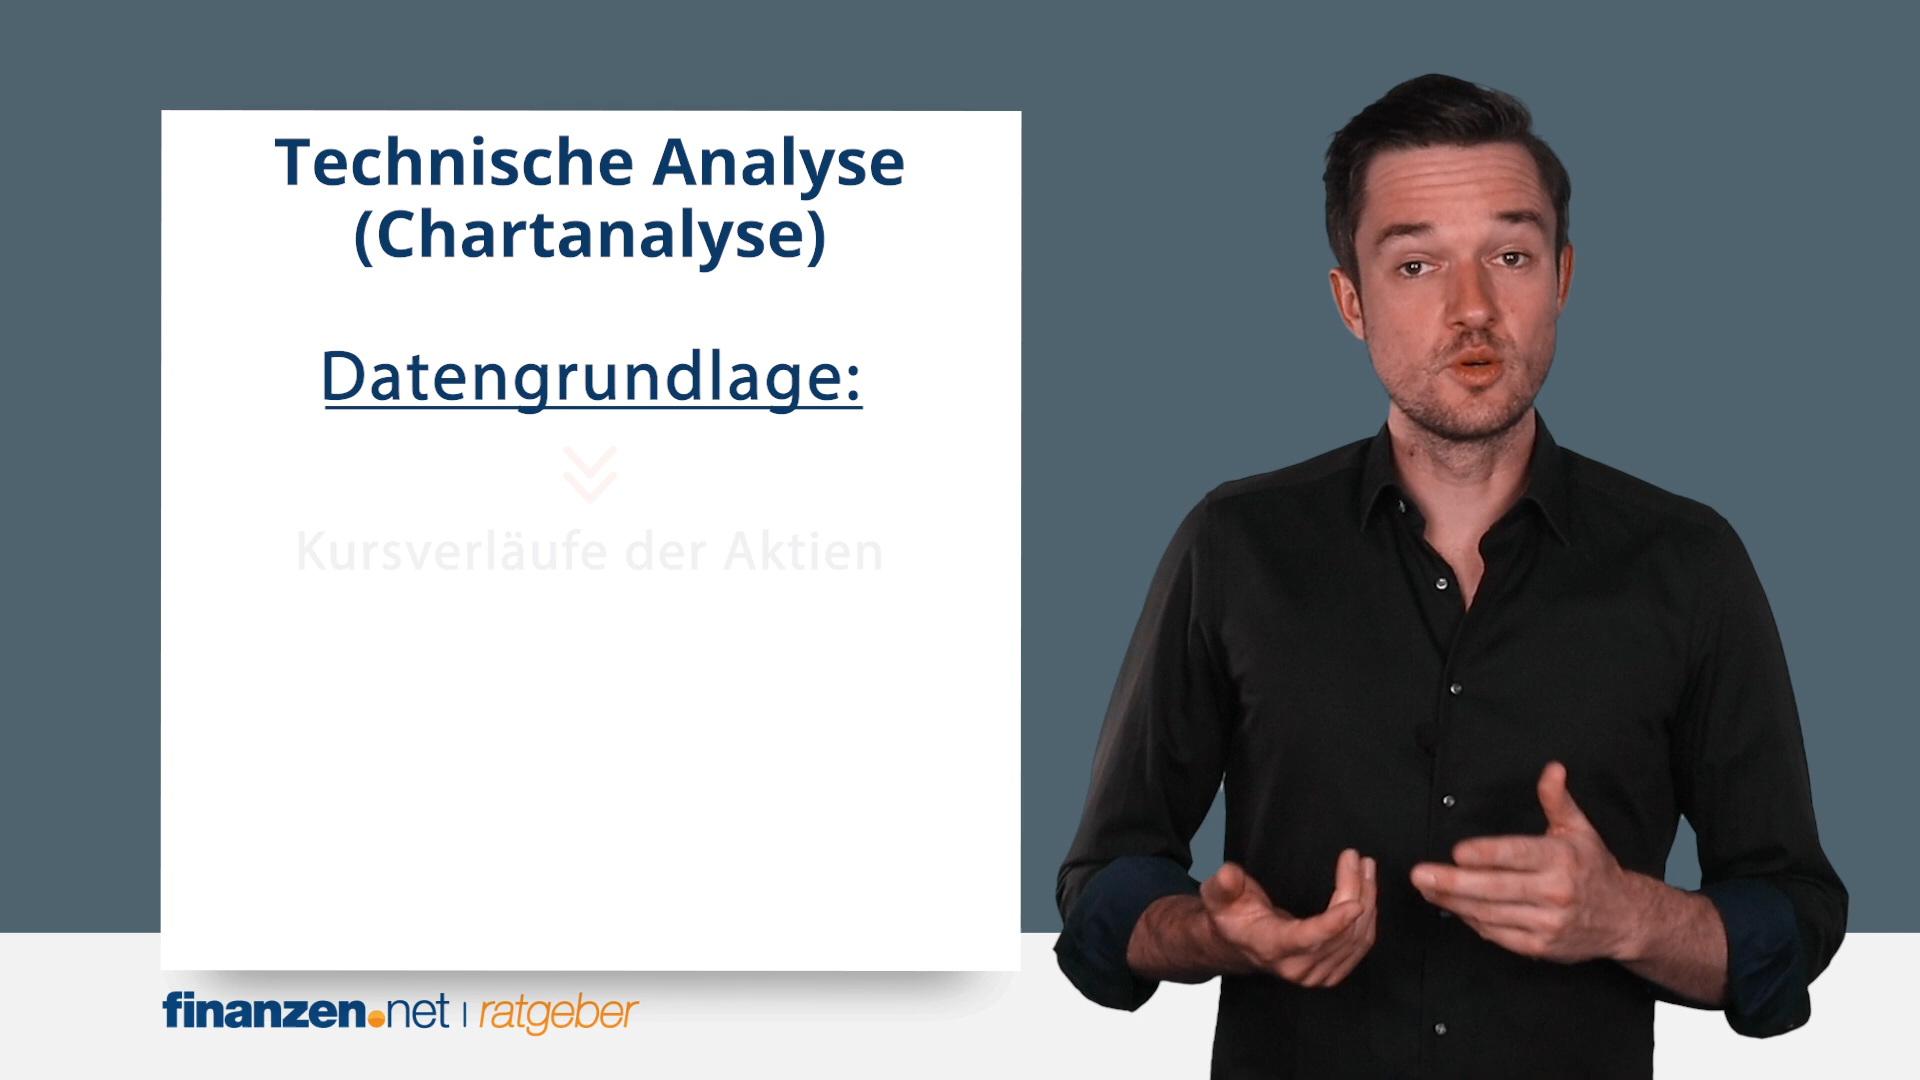 Technische Analyse
(Chartanalyse)
Datengrundlage:
Kursverläufe der Aktien
finanzen.net | ratgeber